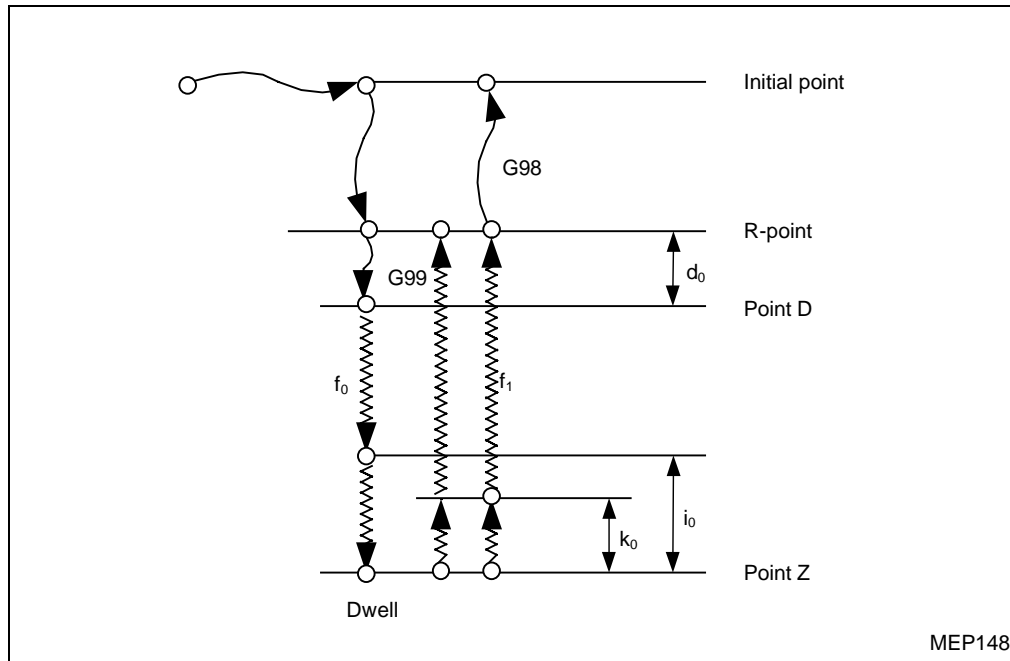 Initial point
G98
R-point
G99
d₀
Point D
f₀
f₁
i₀
k₀
Point Z
Dwell
MEP148